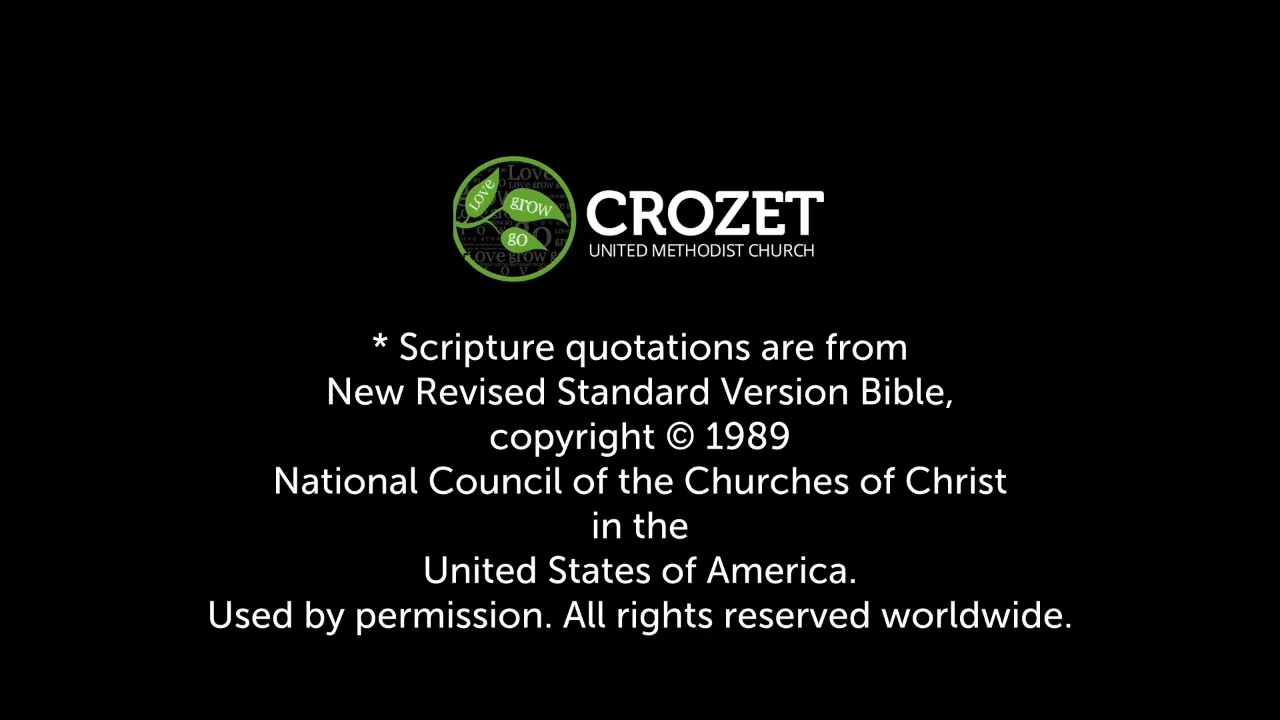 Love
grow
go
CROZET
UNITED METHODIST CHURCH
* Scripture quotations are from
New Revised Standard Version Bible,
copyright © 1989
National Council of the Churches of Christ
in the
United States of America.
Used by permission. All rights reserved worldwide.